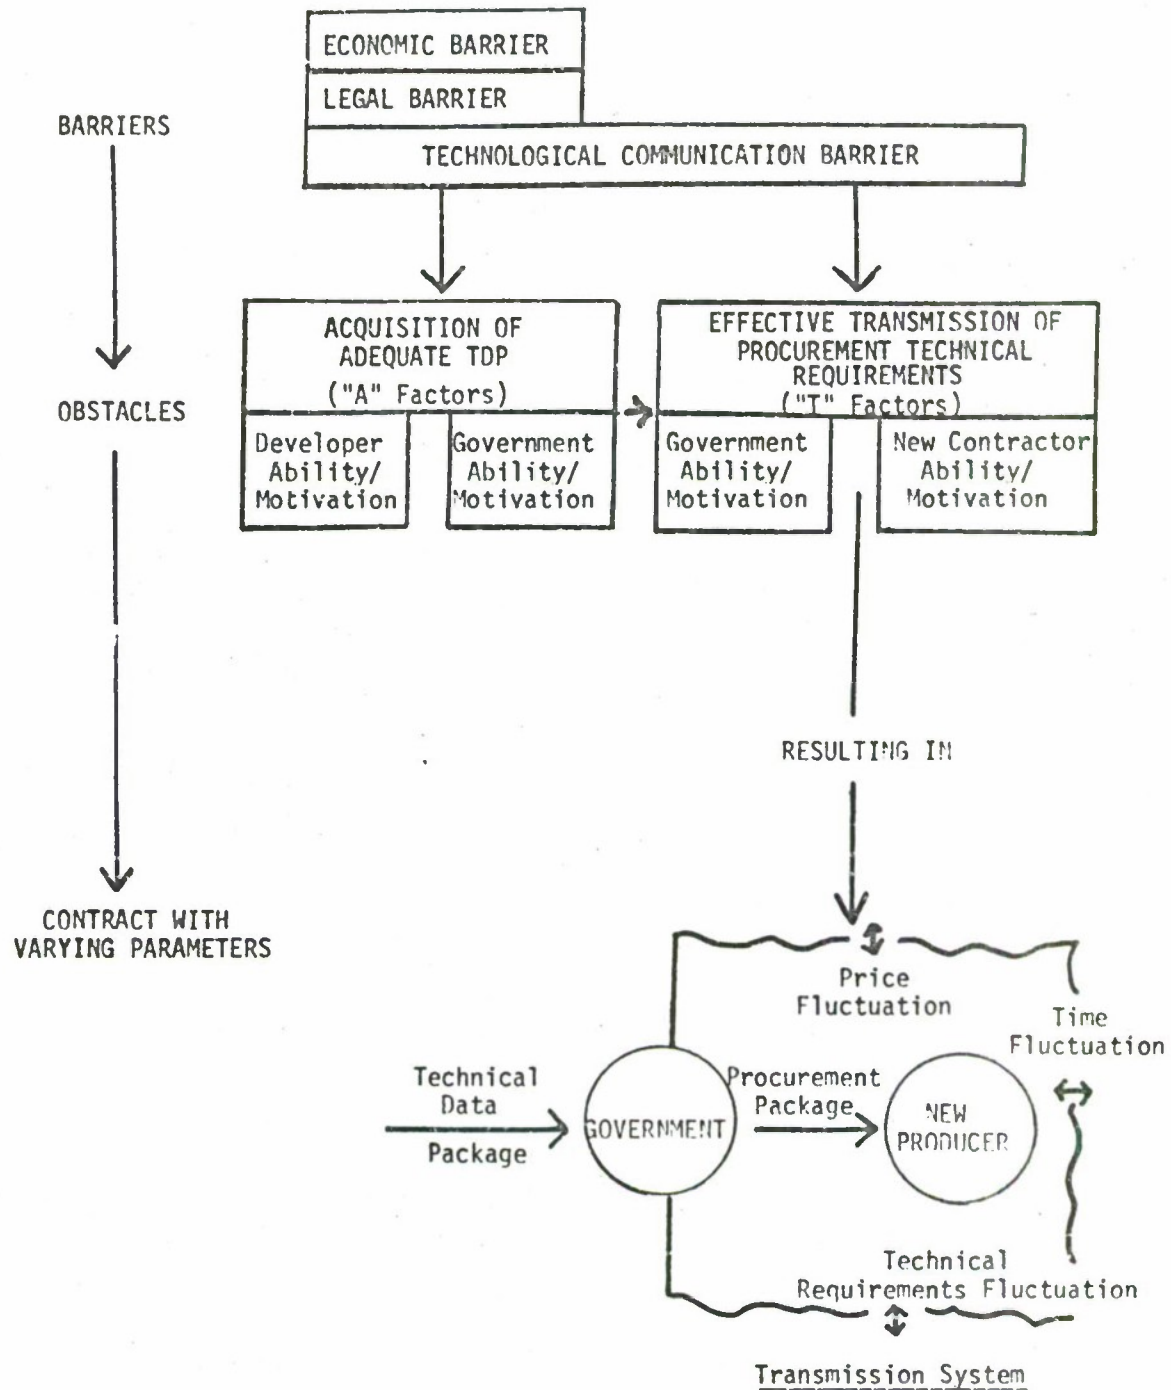 ECONOMIC BARRIER
LEGAL BARRIER
BARRIERS
TECHNOLOGICAL COMMUNICATION BARRIER
ACQUISITION OF
ADEQUATE TDP
("A" Factors)
EFFECTIVE TRANSMISSION OF
PROCUREMENT TECHNICAL
REQUIREMENTS
("T" Factors)
OBSTACLES
Developer
Ability/
Motivation
Government
Ability/
Motivation
Government
Ability/
Motivation
New Contractor
Ability/
Motivation
RESULTING IN
CONTRACT WITH
VARYING PARAMETERS
Price
Fluctuation
Time
Fluctuation
Technical
Data
Package
GOVERNMENT
Procurement
Package
NEW
PRODUCER
Technical
Requirements Fluctuation
Transmission System